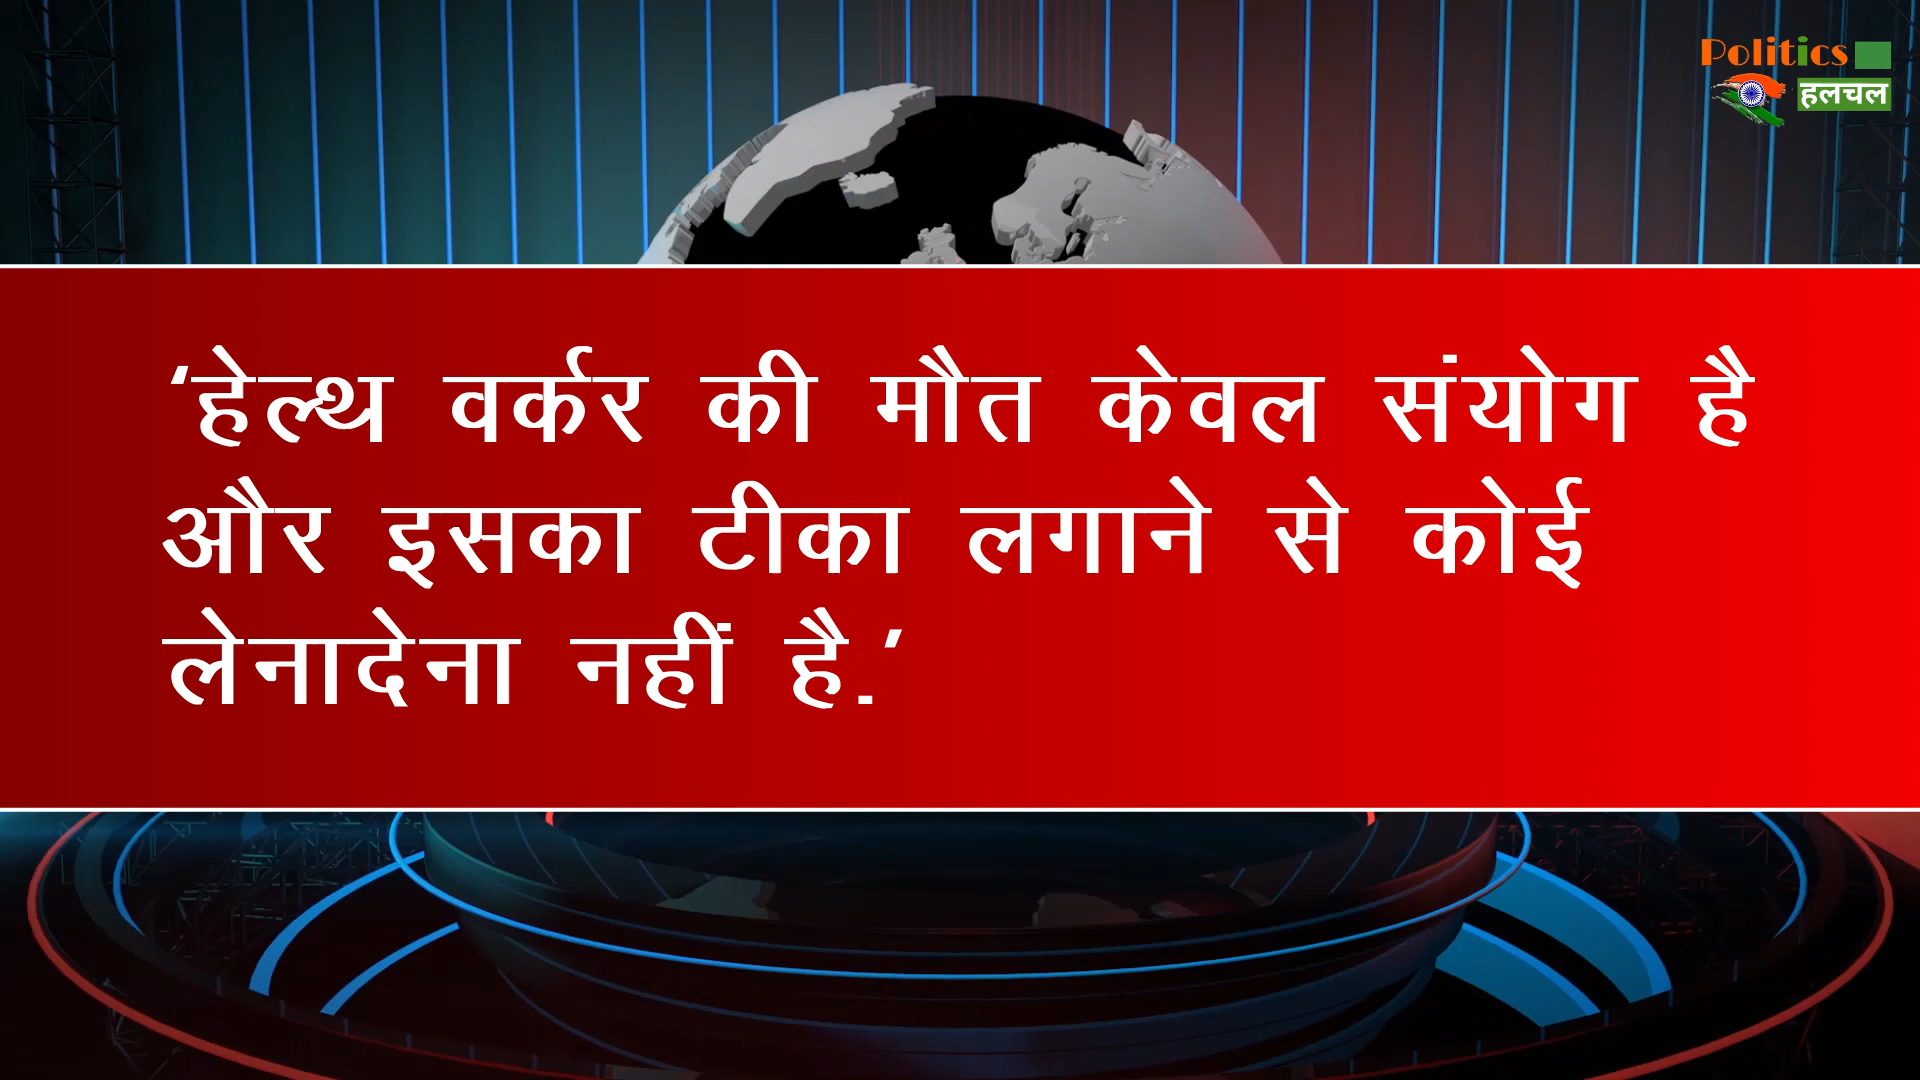 Politics
हलचल
‘हेल्थ वर्कर की मौत केवल संयोग है
और इसका टीका लगाने से कोई
लेनादेना नहीं है.’